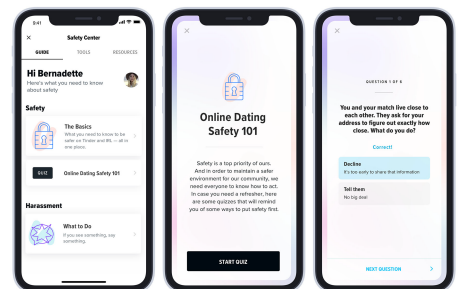 9:41
Safety Center
GUIDE TOOLS RESOURCES
Hi Bernadette
Here's what you need to know
about safety
Safety
The Basics
What you need to know to be
safer on Tinder and IRL — all in
one place.
QUIZ
Online Dating Safety 101
Harassment
What to Do
If you see something, say
something.
Online Dating
Safety 101
Safety is a top priority of ours.
And in order to maintain a safer
environment for our community, we
need everyone to know how to act.
In case you need a refresher, here
are some quizzes that will remind
you of some ways to put safety first.
START QUIZ
QUESTION 1 OF 6
You and your match live close to
each other. They ask for your
address to figure out exactly how
close. What do you do?
Correct!
Decline
It's too early to share that information
Tell them
No big deal
NEXT QUESTION